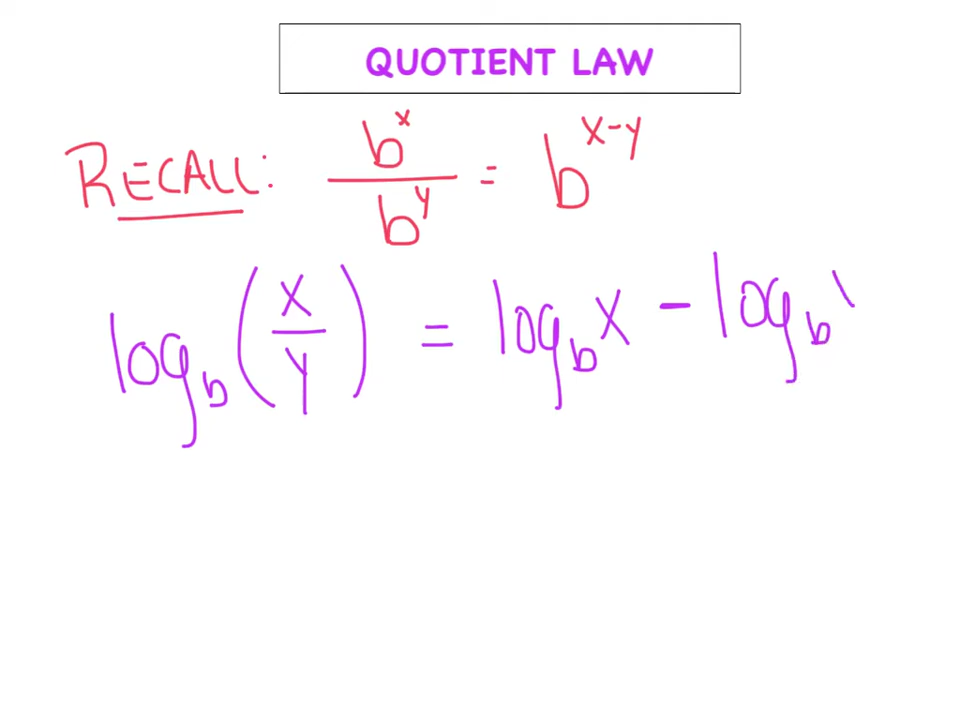 QUOTIENT LAW
RECALL: b^x / b^y = b^(x-y)
log_b (x/y) = log_b x - log_b